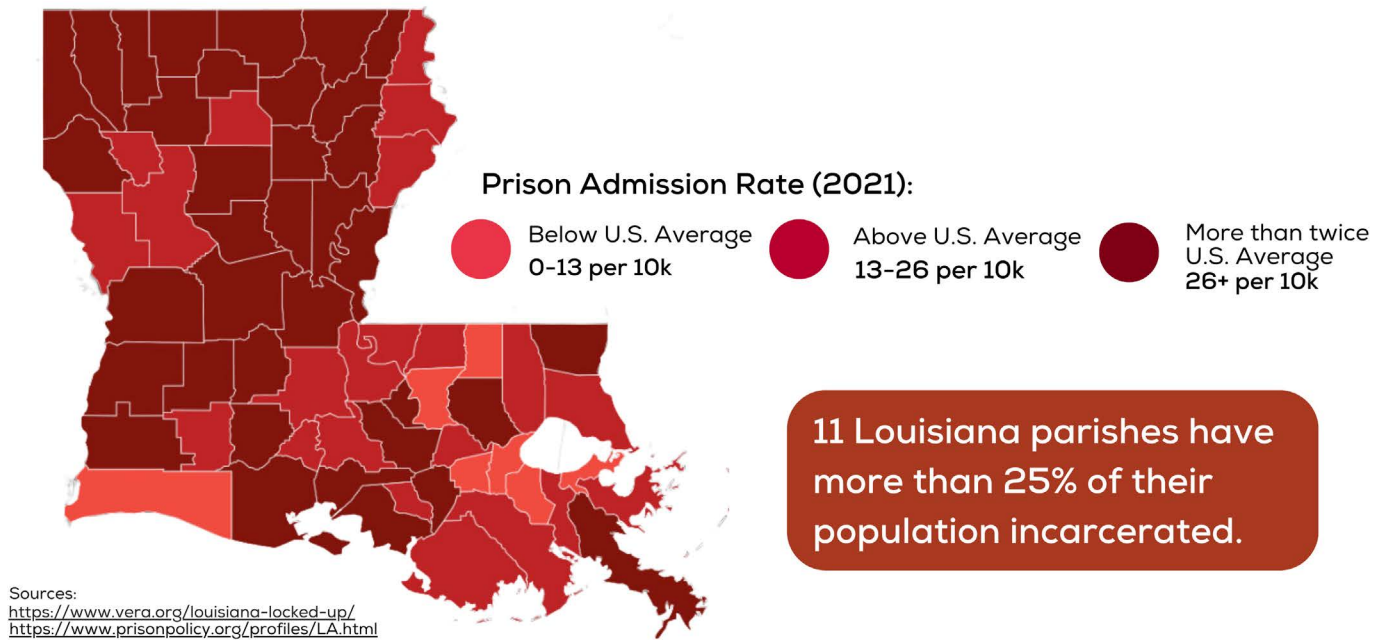 Prison Admission Rate (2021):
Below U.S. Average
0-13 per 10k
Above U.S. Average
13-26 per 10k
More than twice
U.S. Average
26+ per 10k
11 Louisiana parishes have
more than 25% of their
population incarcerated.
Sources:
https://www.vera.org/louisiana-locked-up/
https://www.prisonpolicy.org/profiles/LA.html